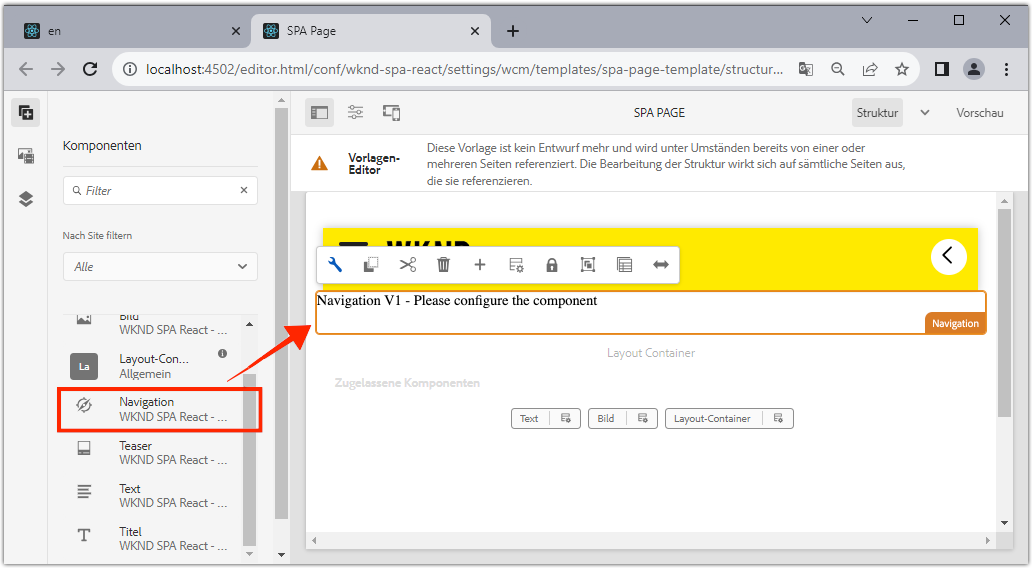 en
SPA Page
localhost:4502/editor.html/conf/wknd-spa-react/settings/wcm/templates/spa-page-template/structur...
SPA PAGE
Struktur
Vorschau
Komponenten
Filter
Nach Site filtern
Alle
Bild
WKND SPA React - ...
La
Layout-Con...
Allgemein
Navigation
WKND SPA React - ...
Teaser
WKND SPA React - ...
Text
WKND SPA React - ...
Titel
WKND SPA React - ...
Vorlagen-
Editor
Diese Vorlage ist kein Entwurf mehr und wird unter Umständen bereits von einer oder
mehreren Seiten referenziert. Die Bearbeitung der Struktur wirkt sich auf sämtliche Seiten aus,
die sie referenzieren.
WKND
Navigation V1 - Please configure the component
Navigation
Layout Container
Zugelassene Komponenten
Text
Bild
Layout-Container